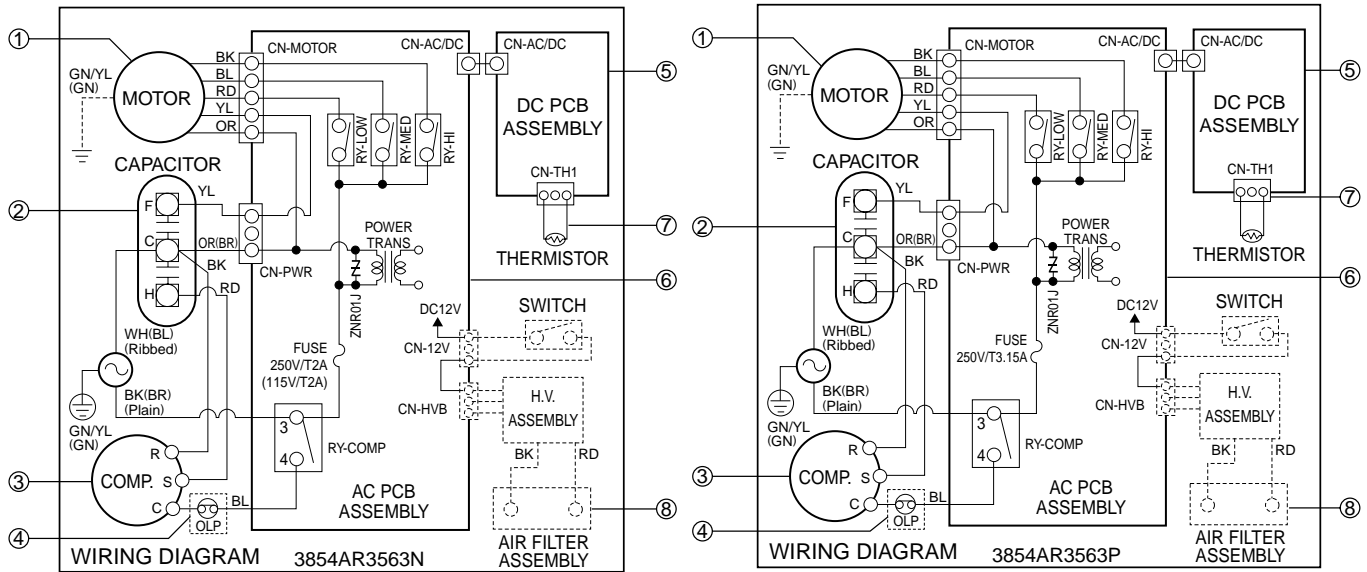 1
GN/YL
(GN)
MOTOR
BK
BL
RD
YL
OR
CN-MOTOR
CN-AC/DC
CN-AC/DC
5
DC PCB
ASSEMBLY
RY-LOW
RY-MED
RY-HI
CAPACITOR
2
F
C
H
YL
OR(BR)
BK
RD
CN-PWR
POWER
TRANS
ZNR01J
CN-TH1
7
THERMISTOR
6
WH(BL)
(Ribbed)
BK(BR)
(Plain)
GN/YL
(GN)
FUSE
250V/T2A
(115V/T2A)
DC12V
CN-12V
SWITCH
CN-HVB
H.V.
ASSEMBLY
BK
RD
3
4
RY-COMP
3
COMP.
R
S
C
4
OLP
BL
AC PCB
ASSEMBLY
8
AIR FILTER
ASSEMBLY
WIRING DIAGRAM
3854AR3563N
1
GN/YL
(GN)
MOTOR
BK
BL
RD
YL
OR
CN-MOTOR
CN-AC/DC
CN-AC/DC
5
DC PCB
ASSEMBLY
RY-LOW
RY-MED
RY-HI
CAPACITOR
2
F
C
H
YL
OR(BR)
BK
RD
CN-PWR
POWER
TRANS
ZNR01J
CN-TH1
7
THERMISTOR
6
WH(BL)
(Ribbed)
BK(BR)
(Plain)
GN/YL
(GN)
FUSE
250V/T3.15A
DC12V
CN-12V
SWITCH
CN-HVB
H.V.
ASSEMBLY
BK
RD
3
4
RY-COMP
3
COMP.
R
S
C
4
OLP
BL
AC PCB
ASSEMBLY
8
AIR FILTER
ASSEMBLY
WIRING DIAGRAM
3854AR3563P